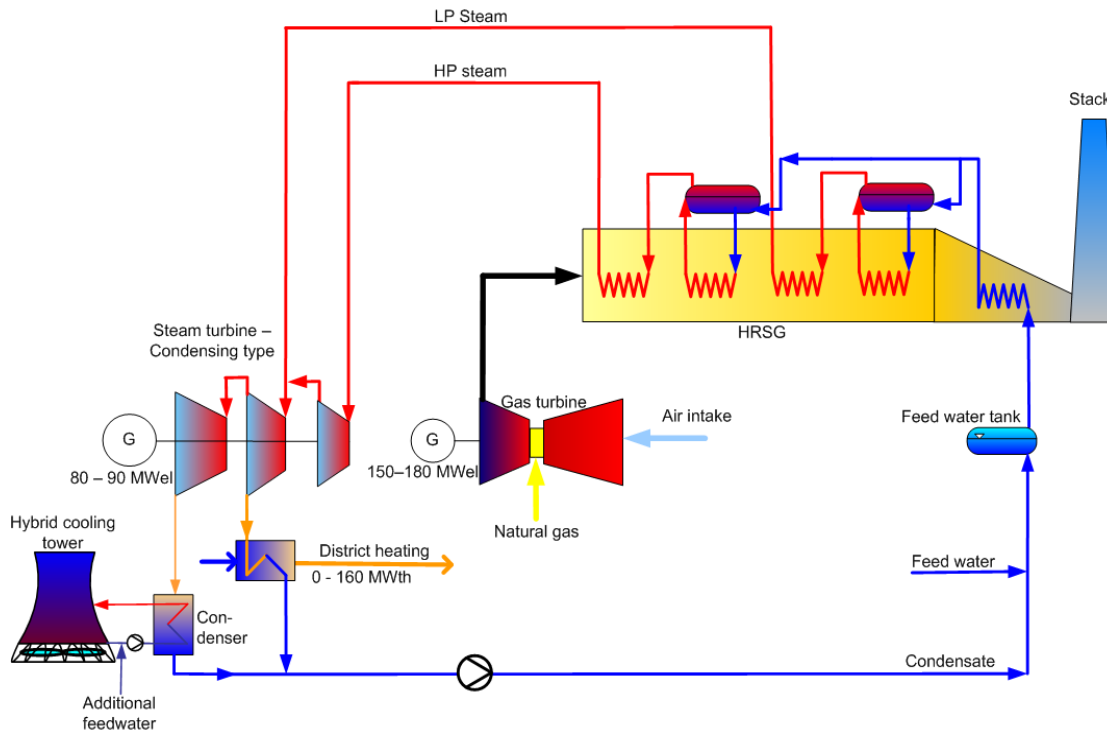 LP Steam
HP steam
Stack
HRSG
Steam turbine –
Condensing type
Gas turbine
Air intake
Feed water tank
G
G
80 – 90 MWel
150–180 MWel
Natural gas
Hybrid cooling
tower
District heating
0 - 160 MWth
Feed water
Con-
denser
Condensate
Additional
feedwater